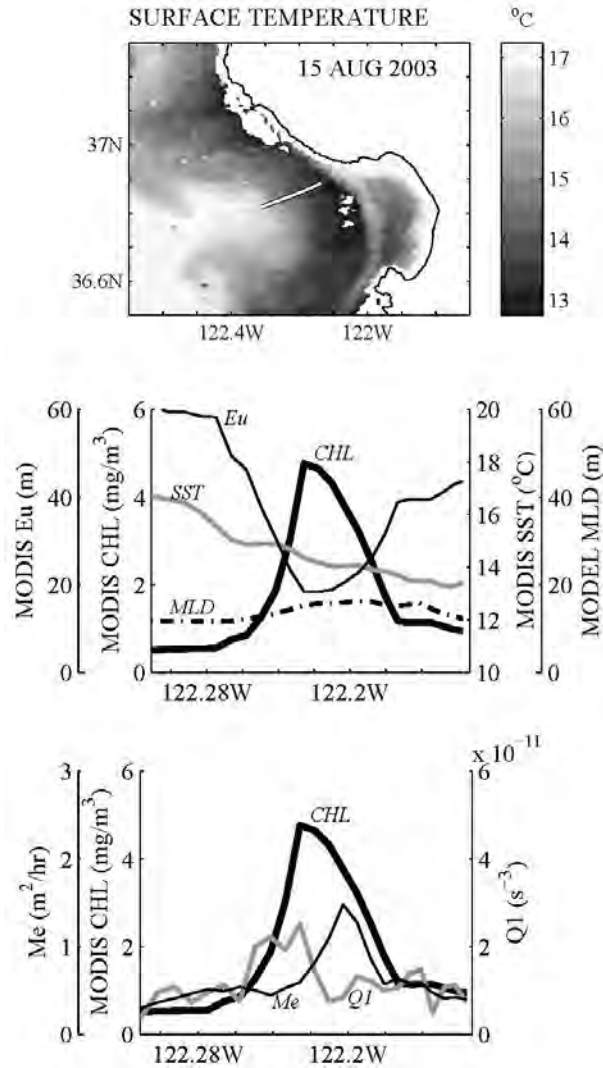 SURFACE TEMPERATURE °C
15 AUG 2003
37N
36.6N
122.4W 122W
17
16
15
14
13
MODIS Eu (m)
60
40
20
0
MODIS CHL (mg/m³)
6
4
2
0
Eu
CHL
SST
MLD
20
18
16
14
12
10
MODIS SST (°C)
60
40
20
0
MODEL MLD (m)
122.28W 122.2W
Me (m²/hr)
3
2
1
0
MODIS CHL (mg/m³)
6
4
2
0
CHL
Me
Q1
x 10⁻¹¹
6
4
2
0
Q1 (s⁻³)
122.28W 122.2W